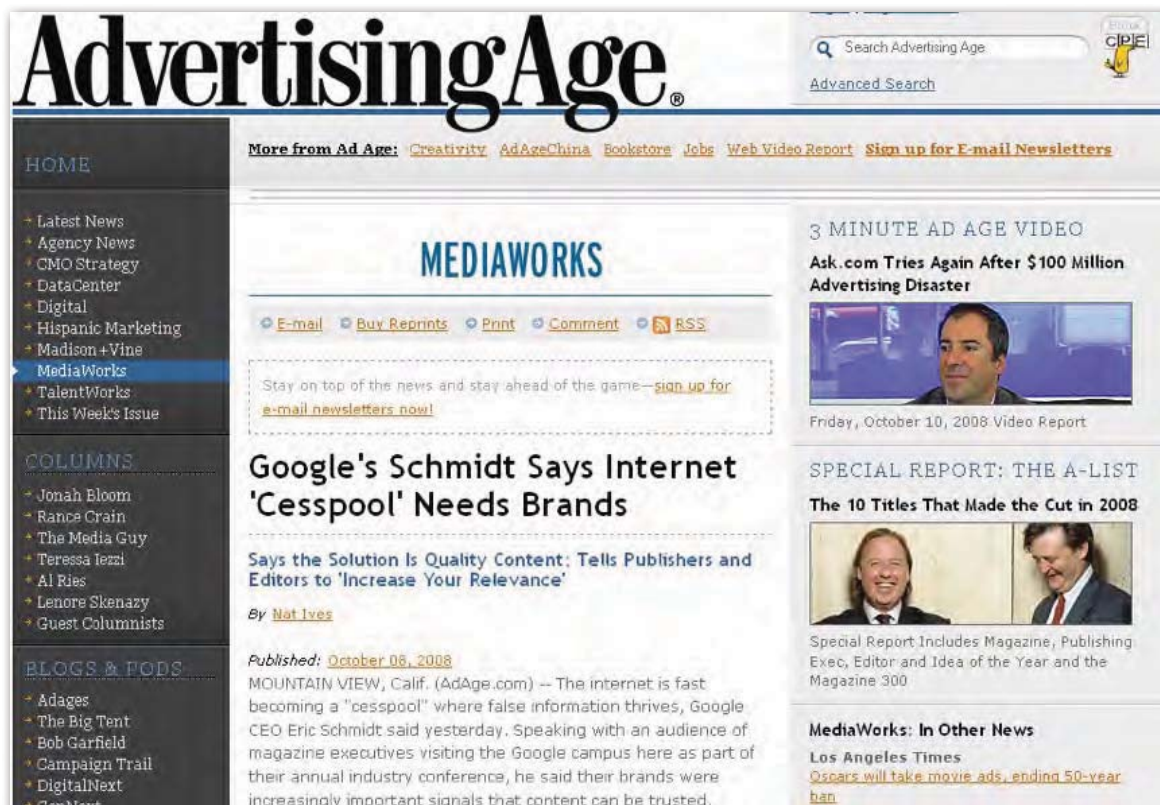 AdvertisingAge®
Search Advertising Age
Advanced Search
More from Ad Age: Creativity AdAgeChina Bookstore Jobs Web Video Report Sign up for E-mail Newsletters
HOME
Latest News
Agency News
CMO Strategy
DataCenter
Digital
Hispanic Marketing
Madison+Vine
MediaWorks
TalentWorks
This Week's Issue
COLUMNS
Jonah Bloom
Rance Crain
The Media Guy
Teressa Iezzi
Al Ries
Lenore Skenazy
Guest Columnists
BLOGS & PODS
Adages
The Big Tent
Bob Garfield
Campaign Trail
DigitalNext
MEDIAWORKS
E-mail Buy Reprints Print Comment RSS
Stay on top of the news and stay ahead of the game—sign up for
e-mail newsletters now!
Google's Schmidt Says Internet
'Cesspool' Needs Brands
Says the Solution Is Quality Content; Tells Publishers and
Editors to 'Increase Your Relevance'
By Nat Ives
Published: October 08, 2008
MOUNTAIN VIEW, Calif. (AdAge.com) -- The internet is fast
becoming a "cesspool" where false information thrives, Google
CEO Eric Schmidt said yesterday. Speaking with an audience of
magazine executives visiting the Google campus here as part of
their annual industry conference, he said their brands were
increasingly important signals that content can be trusted.
3 MINUTE AD AGE VIDEO
Ask.com Tries Again After $100 Million
Advertising Disaster
Friday, October 10, 2008 Video Report
SPECIAL REPORT: THE A-LIST
The 10 Titles That Made the Cut in 2008
Special Report Includes Magazine, Publishing
Exec, Editor and Idea of the Year and the
Magazine 300
MediaWorks: In Other News
Los Angeles Times
Oscars will take movie ads, ending 50-year
ban